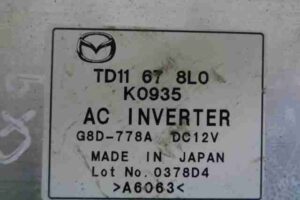 TD11 67 8L0
K0935
AC INVERTER
G8D-778A DC12V
MADE IN JAPAN
Lot No. 0378D4
>A6063<